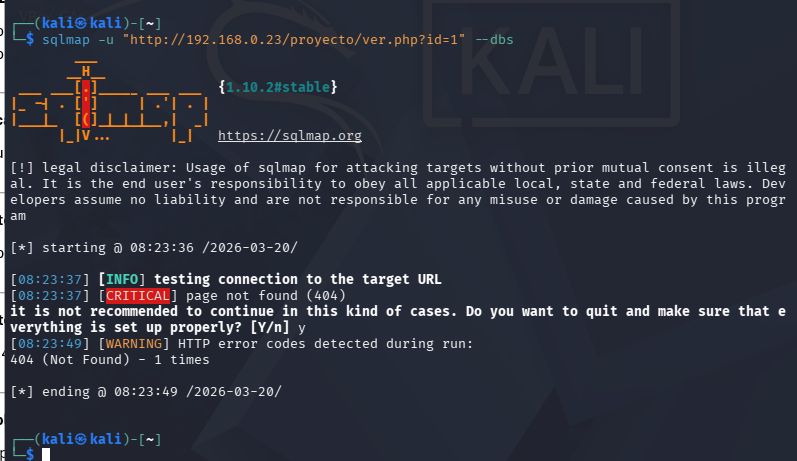 KALI
┌──(kali㉿kali)-[~]
└─$ sqlmap -u "http://192.168.0.23/proyecto/ver.php?id=1" --dbs
        ___
       __H__
 ___ ___[.]_____ ___ ___  {1.10.2#stable}
|_ -| . [']     | .'| . |
|___|_  [(]_|_|_|__,|  _|
      |_|V...       |_|   https://sqlmap.org
[!] legal disclaimer: Usage of sqlmap for attacking targets without prior mutual consent is illeg
al. It is the end user's responsibility to obey all applicable local, state and federal laws. Dev
elopers assume no liability and are not responsible for any misuse or damage caused by this progr
am
[*] starting @ 08:23:36 /2026-03-20/
[08:23:37] [INFO] testing connection to the target URL
[08:23:37] [CRITICAL] page not found (404)
it is not recommended to continue in this kind of cases. Do you want to quit and make sure that e
verything is set up properly? [Y/n] y
[08:23:49] [WARNING] HTTP error codes detected during run:
404 (Not Found) - 1 times
[*] ending @ 08:23:49 /2026-03-20/
┌──(kali㉿kali)-[~]
└─$